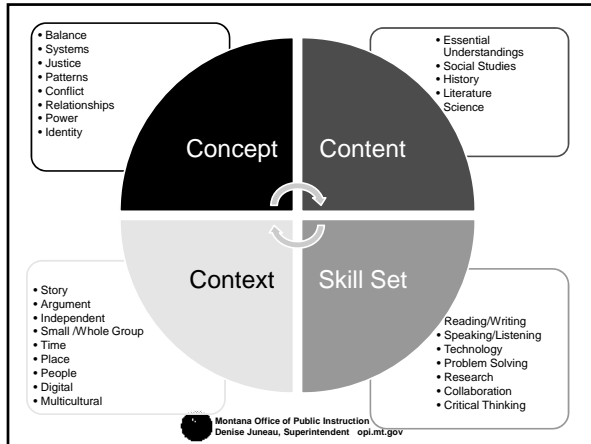 • Balance
• Systems
• Justice
• Patterns
• Conflict
• Relationships
• Power
• Identity
• Essential
Understandings
• Social Studies
• History
• Literature
Science
Concept
Content
Context
Skill Set
• Story
• Argument
• Independent
• Small /Whole Group
• Time
• Place
• People
• Digital
• Multicultural
Reading/Writing
• Speaking/Listening
• Technology
• Problem Solving
• Research
• Collaboration
• Critical Thinking
Montana Office of Public Instruction
Denise Juneau, Superintendent opi.mt.gov